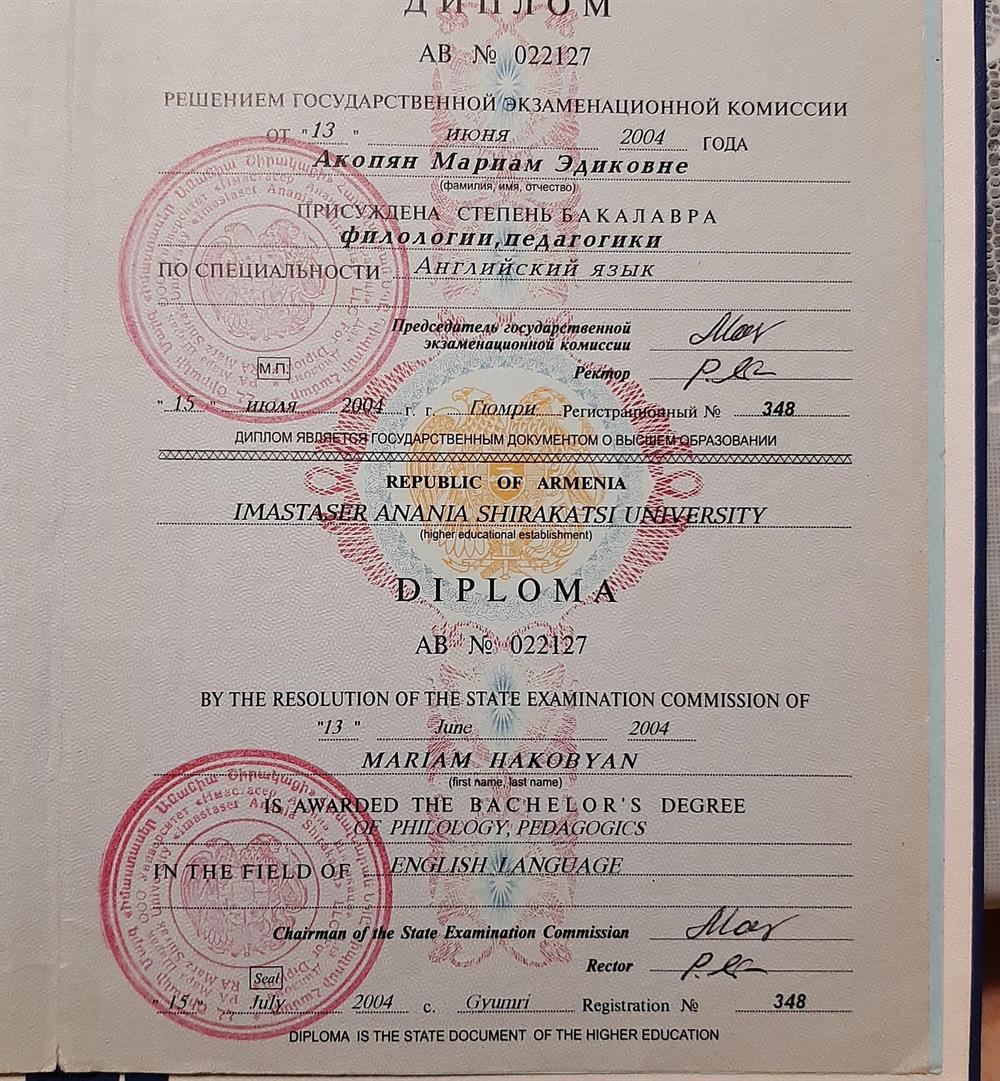 ДИПЛОМ
АВ № 022127
РЕШЕНИЕМ ГОСУДАРСТВЕННОЙ ЭКЗАМЕНАЦИОННОЙ КОМИССИИ
ОТ "13" июня 2004 ГОДА
Акопян Мариам Эдиковне
(фамилия, имя, отчество)
ПРИСУЖДЕНА СТЕПЕНЬ БАКАЛАВРА
филологии,педагогики
ПО СПЕЦИАЛЬНОСТИ Английский язык
Председатель государственной
экзаменационной комиссии
М.П.
Ректор
"15" июля 2004 г. г. Гюмри Регистрационный № 348
ДИПЛОМ ЯВЛЯЕТСЯ ГОСУДАРСТВЕННЫМ ДОКУМЕНТОМ О ВЫСШЕМ ОБРАЗОВАНИИ
REPUBLIC OF ARMENIA
IMASTASER ANANIA SHIRAKATSI UNIVERSITY
(higher educational establishment)
DIPLOMA
AB № 022127
BY THE RESOLUTION OF THE STATE EXAMINATION COMMISSION OF
"13" June 2004
MARIAM HAKOBYAN
(first name, last name)
IS AWARDED THE BACHELOR'S DEGREE
OF PHILOLOGY, PEDAGOGICS
IN THE FIELD OF ENGLISH LANGUAGE
Chairman of the State Examination Commission
Rector
Seal
"15" July 2004 c. Gyumri Registration № 348
DIPLOMA IS THE STATE DOCUMENT OF THE HIGHER EDUCATION